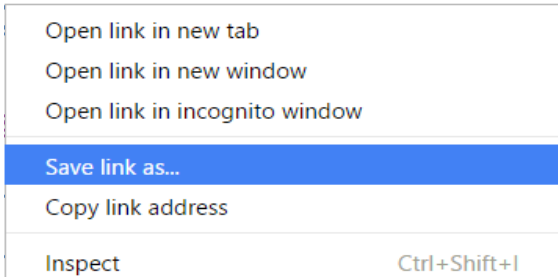 Open link in new tab
Open link in new window
Open link in incognito window
Save link as...
Copy link address
Inspect Ctrl+Shift+I